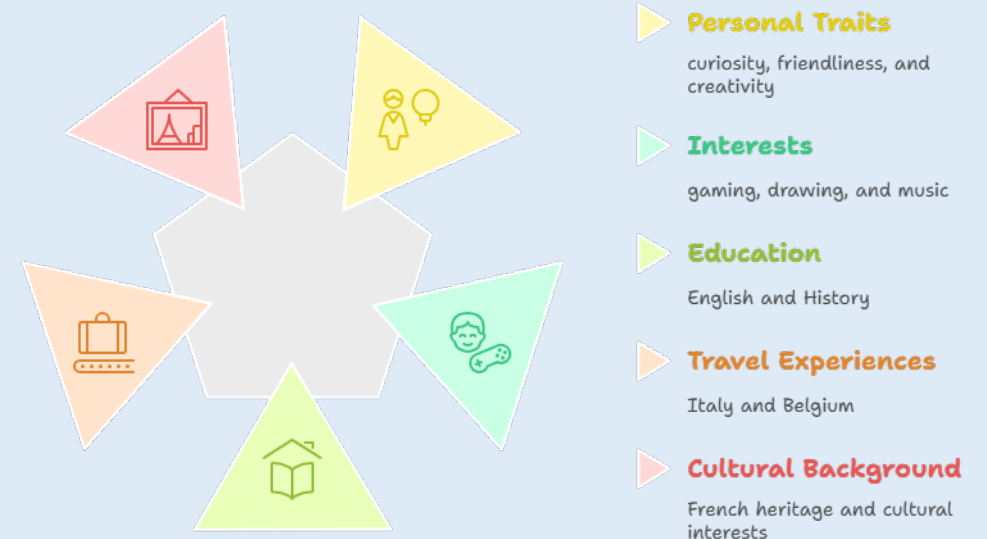 Personal Traits
curiosity, friendliness, and
creativity
Interests
gaming, drawing, and music
Education
English and History
Travel Experiences
Italy and Belgium
Cultural Background
French heritage and cultural
interests